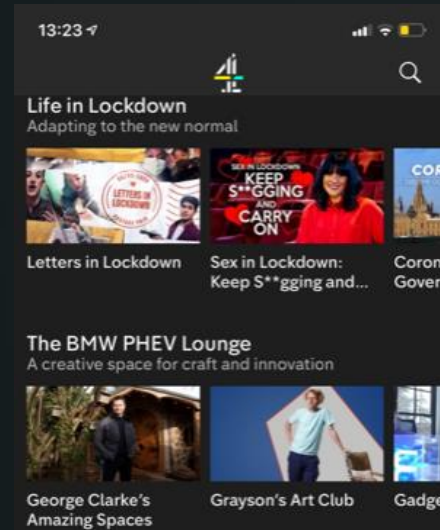 13:23
4
Life in Lockdown
Adapting to the new normal
LETTERS IN
LOCKDOWN
SEX IN LOCKDOWN
KEEP
S**GGING
AND
CARRY
ON
COR
Letters in Lockdown
Sex in Lockdown:
Keep S**gging and...
Coron
Gover
The BMW PHEV Lounge
A creative space for craft and innovation
George Clarke's
Amazing Spaces
Grayson's Art Club
Gadge